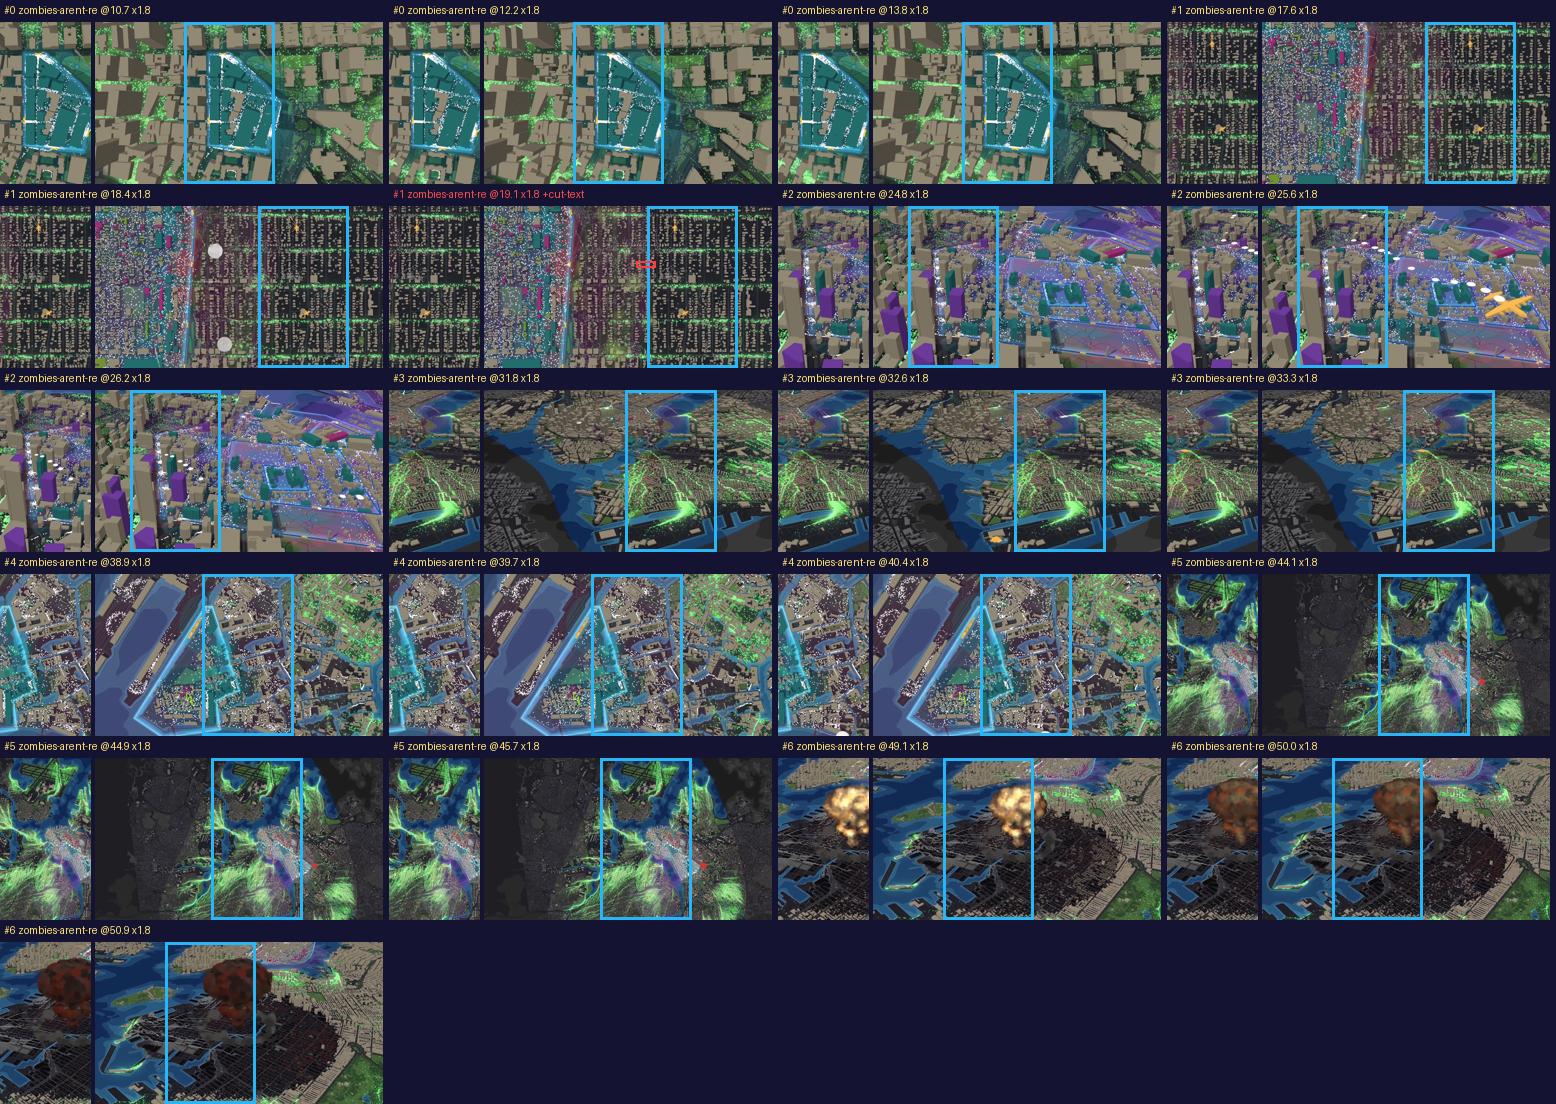 #0 zombies-arent-re @10.7 x1.8
#0 zombies-arent-re @12.2 x1.8
#0 zombies-arent-re @13.8 x1.8
#1 zombies-arent-re @17.6 x1.8
#1 zombies-arent-re @18.4 x1.8
#1 zombies-arent-re @19.1 x1.8 +cut-text
#2 zombies-arent-re @24.8 x1.8
#2 zombies-arent-re @25.6 x1.8
#2 zombies-arent-re @26.2 x1.8
#3 zombies-arent-re @31.8 x1.8
#3 zombies-arent-re @32.6 x1.8
#3 zombies-arent-re @33.3 x1.8
#4 zombies-arent-re @38.9 x1.8
#4 zombies-arent-re @39.7 x1.8
#4 zombies-arent-re @40.4 x1.8
#5 zombies-arent-re @44.1 x1.8
#5 zombies-arent-re @44.9 x1.8
#5 zombies-arent-re @45.7 x1.8
#6 zombies-arent-re @49.1 x1.8
#6 zombies-arent-re @50.0 x1.8
#6 zombies-arent-re @50.9 x1.8